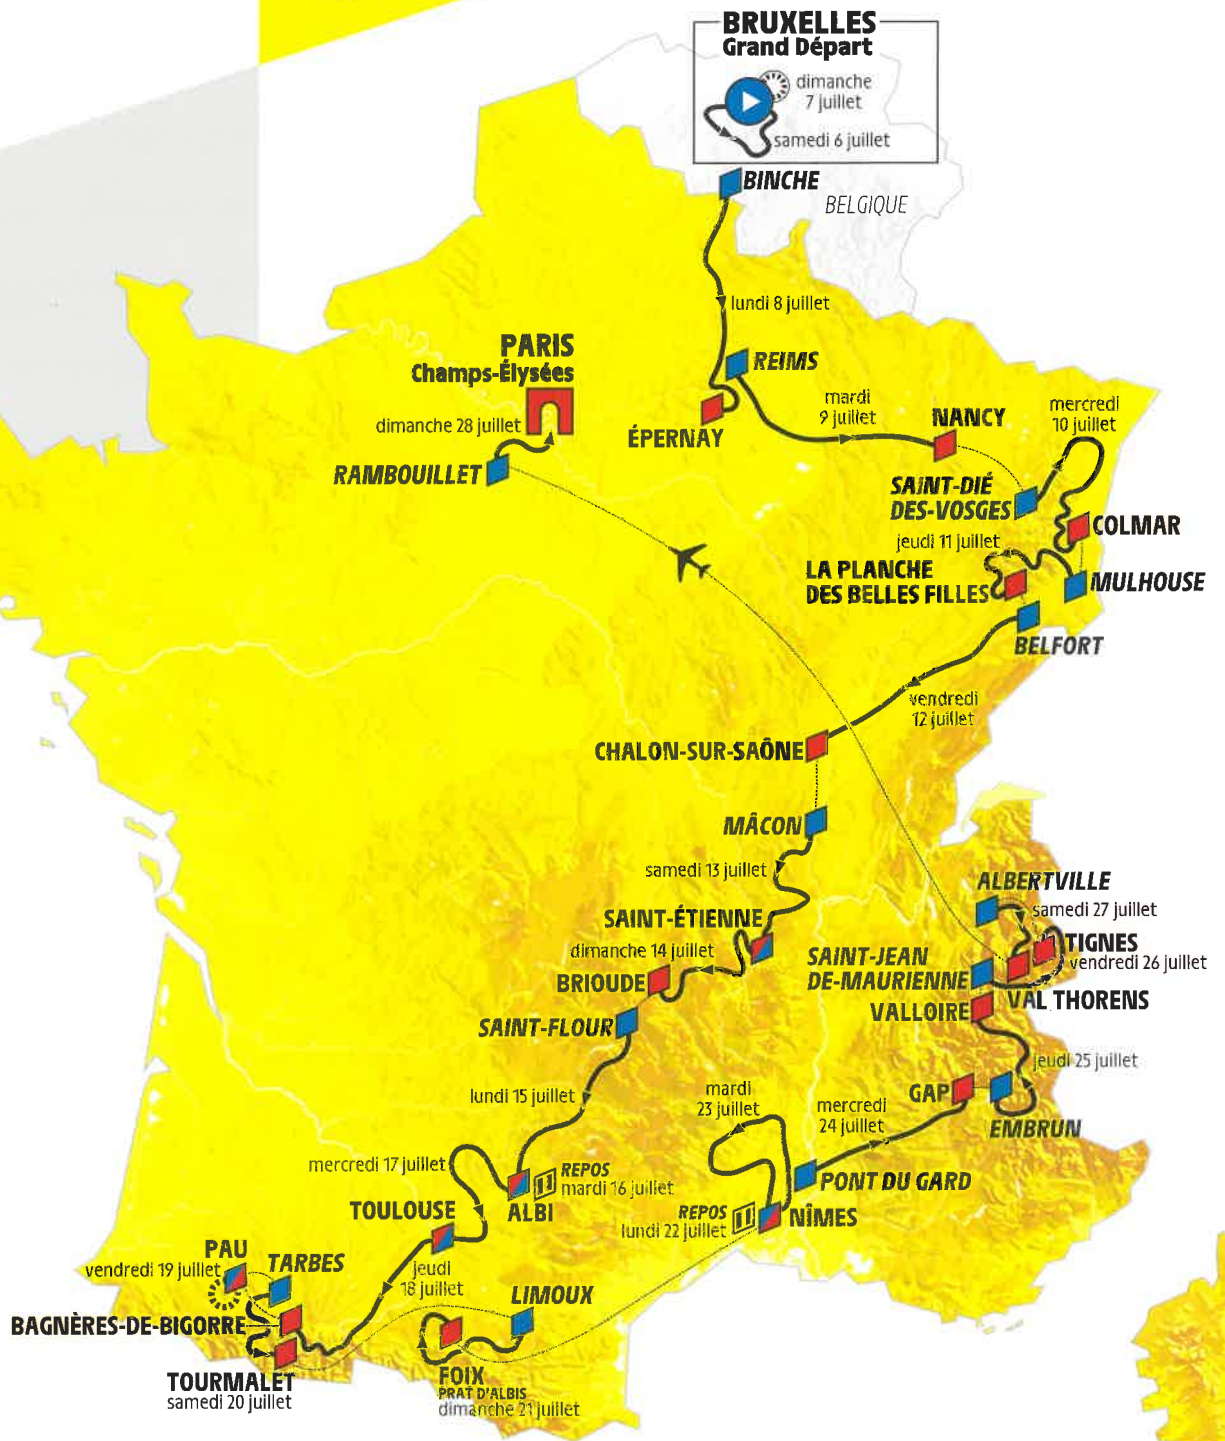 BRUXELLES
Grand Départ
dimanche
7 juillet
samedi 6 juillet
BINCHE
BELGIQUE
lundi 8 juillet
REIMS
ÉPERNAY
mardi
9 juillet
NANCY
mercredi
10 juillet
SAINT-DIÉ
DES-VOSGES
COLMAR
jeudi 11 juillet
LA PLANCHE
DES BELLES FILLES
MULHOUSE
BELFORT
PARIS
Champs-Élysées
dimanche 28 juillet
RAMBOUILLET
vendredi
12 juillet
CHALON-SUR-SAÔNE
MÂCON
samedi 13 juillet
SAINT-ÉTIENNE
dimanche 14 juillet
BRIOUDE
SAINT-FLOUR
lundi 15 juillet
ALBERTVILLE
samedi 27 juillet
TIGNES
vendredi 26 juillet
SAINT-JEAN
DE-MAURIENNE
VAL THORENS
VALLOIRE
jeudi 25 juillet
GAP
EMBRUN
mardi
23 juillet
mercredi
24 juillet
PONT DU GARD
NÎMES
REPOS
lundi 22 juillet
mercredi 17 juillet
REPOS
mardi 16 juillet
ALBI
TOULOUSE
jeudi
18 juillet
PAU
vendredi 19 juillet
TARBES
BAGNÈRES-DE-BIGORRE
TOURMALET
samedi 20 juillet
LIMOUX
FOIX
PRAT D'ALBIS
dimanche 21 juillet